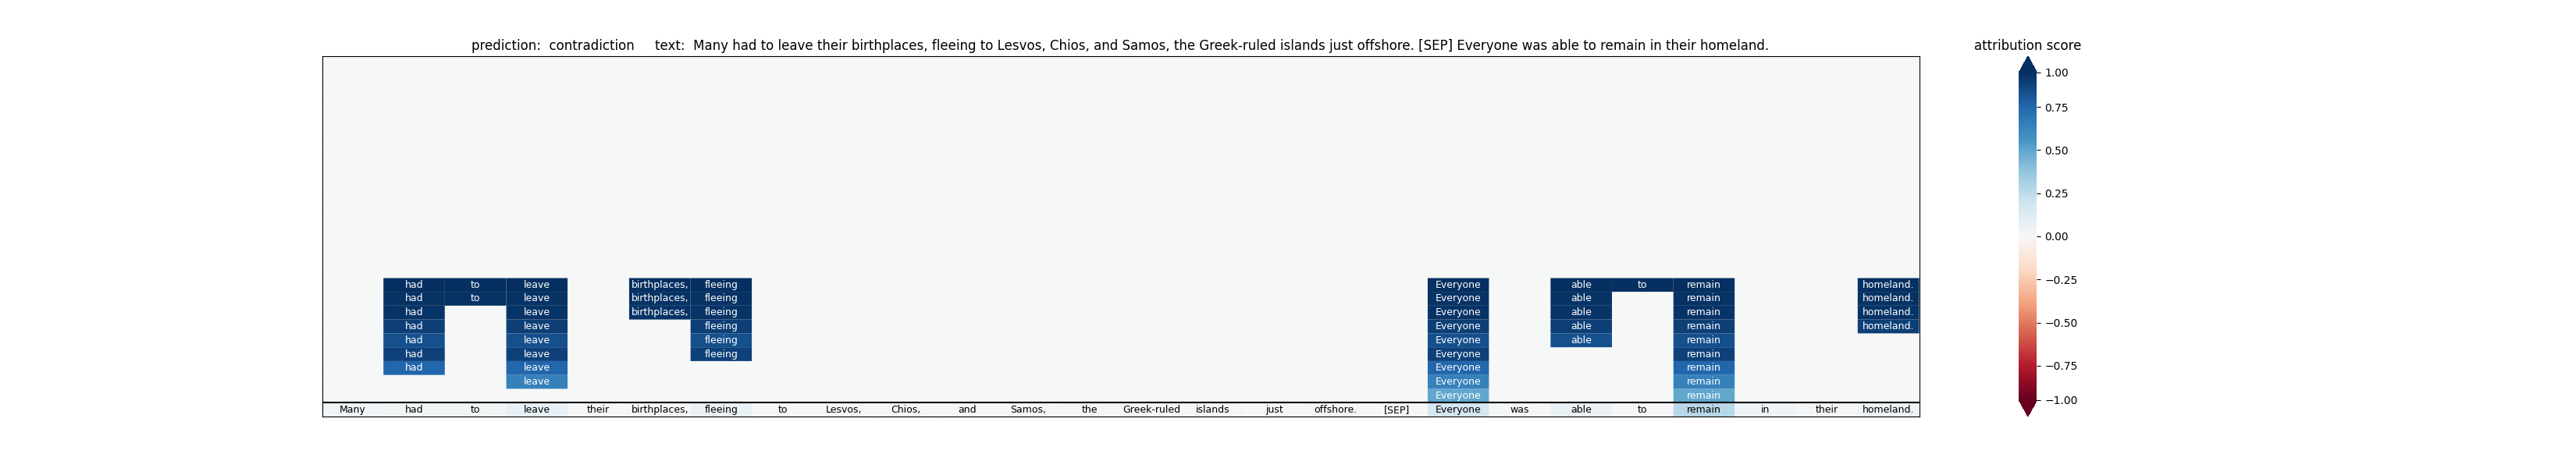 prediction: contradiction text: Many had to leave their birthplaces, fleeing to Lesvos, Chios, and Samos, the Greek-ruled islands just offshore. [SEP] Everyone was able to remain in their homeland.
attribution score
had to leave birthplaces, fleeing Everyone able to remain homeland.
had to leave birthplaces, fleeing Everyone able remain homeland.
had leave birthplaces, fleeing Everyone able remain homeland.
had leave fleeing Everyone able remain homeland.
had leave fleeing Everyone able remain
had leave fleeing Everyone remain
had leave Everyone remain
leave Everyone remain
Everyone remain
Many had to leave their birthplaces, fleeing to Lesvos, Chios, and Samos, the Greek-ruled islands just offshore. [SEP] Everyone was able to remain in their homeland.
1.00
0.75
0.50
0.25
0.00
−0.25
−0.50
−0.75
−1.00